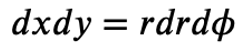 dxdy = rdrdϕ